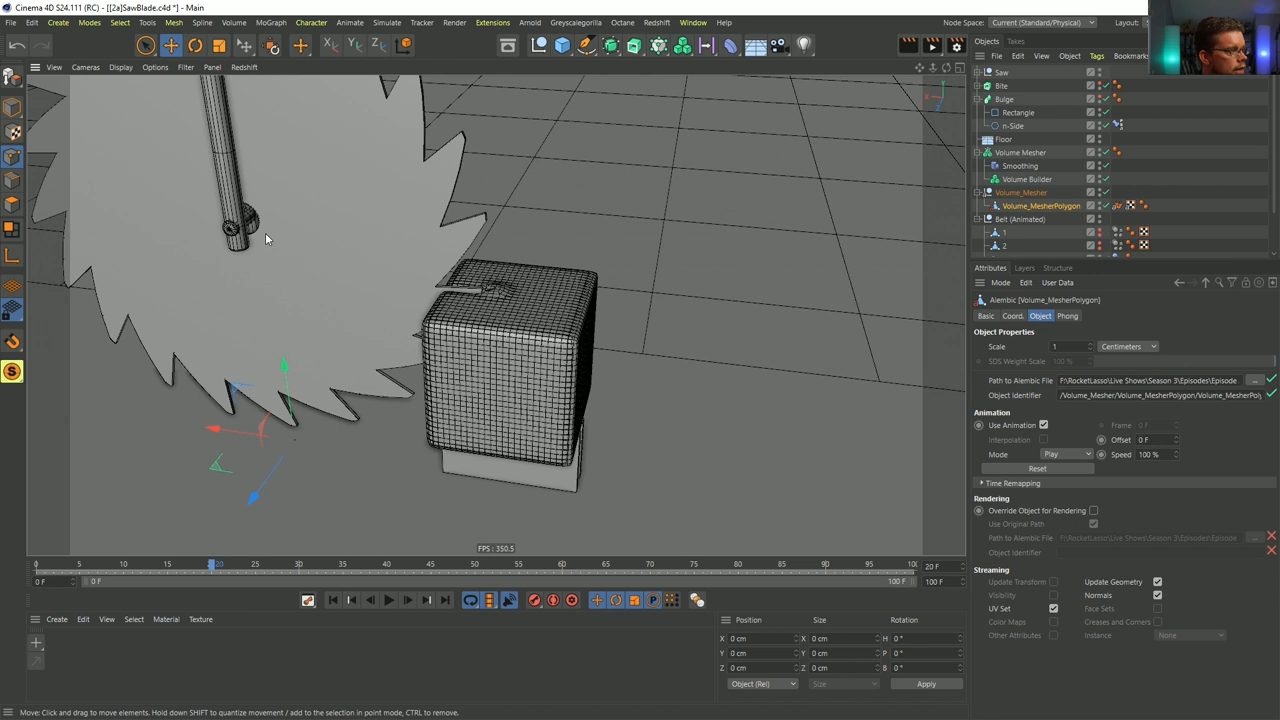 Cinema 4D S24.111 (RC) - [[2a]SawBlade.c4d *] - Main
File Edit Create Modes Select Tools Mesh Spline Volume MoGraph Character Animate Simulate Tracker Render Extensions Arnold Greyscalegorilla Octane Redshift Window Help
Node Space: Current (Standard/Physical) Layout:
View Cameras Display Options Filter Panel Redshift
Objects Takes
File Edit View Object Tags Bookmarks
Saw
Bite
Bulge
Rectangle
n-Side
Floor
Volume Mesher
Smoothing
Volume Builder
Volume_Mesher
Volume_MesherPolygon
Belt (Animated)
1
2
Attributes Layers Structure
Mode Edit User Data
Alembic [Volume_MesherPolygon]
Basic Coord. Object Phong
Object Properties
Scale 1 Centimeters
SDS Weight Scale 100 %
Path to Alembic File F:\RocketLasso\Live Shows\Season 3\Episodes\Episode ...
Object Identifier /Volume_Mesher/Volume_MesherPolygon/Volume_MesherPol
Animation
Use Animation Frame 0 F
Interpolation Offset 0 F
Mode Play Speed 100 %
Reset
Time Remapping
Rendering
Override Object for Rendering
Use Original Path
Path to Alembic File F:\RocketLasso\Live Shows\Season 3\Episodes\Episode ...
Object Identifier
Streaming
Update Transform Update Geometry
Visibility Normals
UV Set Face Sets
Color Maps Creases and Corners
Other Attributes Instance None
FPS : 350.5
0 5 10 15 20 25 30 35 40 45 50 55 60 65 70 75 80 85 90 95 100 20 F
0 F 0 F 100 F 100 F
Create Edit View Select Material Texture
Position Size Rotation
X 0 cm X 0 cm H 0 °
Y 0 cm Y 0 cm P 0 °
Z 0 cm Z 0 cm B 0 °
Object (Rel) Size Apply
Move: Click and drag to move elements. Hold down SHIFT to quantize movement / add to the selection in point mode, CTRL to remove.